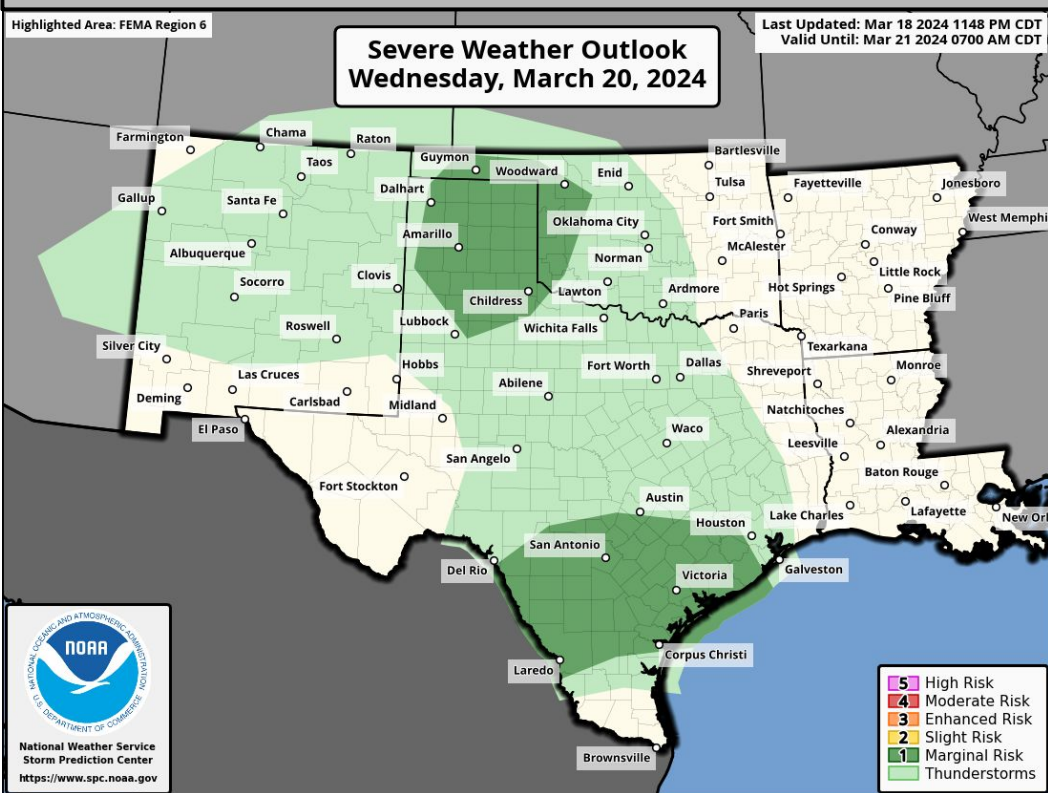 Highlighted Area: FEMA Region 6
Severe Weather Outlook
Wednesday, March 20, 2024
Last Updated: Mar 18 2024 1148 PM CDT
Valid Until: Mar 21 2024 0700 AM CDT
Farmington
Chama
Raton
Taos
Guymon
Woodward
Enid
Bartlesville
Tulsa
Fayetteville
Jonesboro
Gallup
Santa Fe
Dalhart
Oklahoma City
Fort Smith
Conway
West Memphi
Albuquerque
Amarillo
Norman
McAlester
Little Rock
Socorro
Clovis
Childress
Lawton
Ardmore
Hot Springs
Pine Bluff
Roswell
Lubbock
Wichita Falls
Paris
Texarkana
Silver City
Las Cruces
Hobbs
Fort Worth
Dallas
Shreveport
Monroe
Deming
Carlsbad
Midland
Abilene
Natchitoches
El Paso
Waco
Leesville
Alexandria
San Angelo
Baton Rouge
Fort Stockton
Austin
Houston
Lake Charles
Lafayette
New Orl
San Antonio
Del Rio
Victoria
Galveston
Laredo
Corpus Christi
Brownsville
NATIONAL OCEANIC AND ATMOSPHERIC ADMINISTRATION
NOAA
U.S. DEPARTMENT OF COMMERCE
National Weather Service
Storm Prediction Center
https://www.spc.noaa.gov
5 High Risk
4 Moderate Risk
3 Enhanced Risk
2 Slight Risk
1 Marginal Risk
Thunderstorms